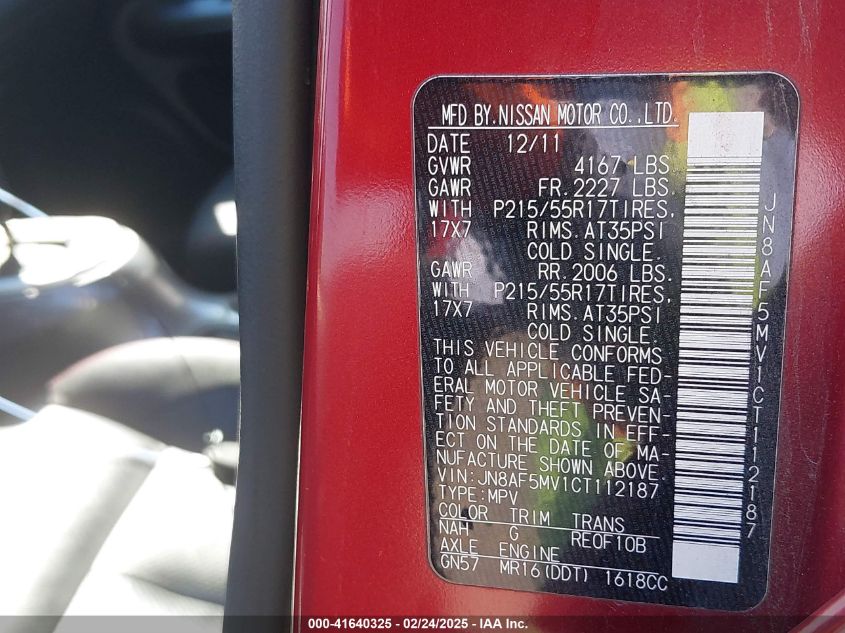 MFD BY.NISSAN MOTOR CO.,LTD.
DATE 12/11
GVWR 4167 LBS.
GAWR FR.2227 LBS.
WITH P215/55R17TIRES,
17X7 RIMS.AT35PSI
COLD SINGLE.
GAWR RR.2006 LBS.
WITH P215/55R17TIRES,
17X7 RIMS.AT35PSI
COLD SINGLE.
THIS VEHICLE CONFORMS
TO ALL APPLICABLE FED-
ERAL MOTOR VEHICLE SA-
FETY AND THEFT PREVEN-
TION STANDARDS IN EFF-
ECT ON THE DATE OF MA-
NUFACTURE SHOWN ABOVE.
VIN:JN8AF5MV1CT112187
TYPE:MPV
COLOR TRIM TRANS
NAH G RE0F10B
AXLE ENGINE
GN57 MR16(DDT) 1618CC
JN8AF5MV1CT112187
000-41640325 - 02/24/2025 - IAA Inc.